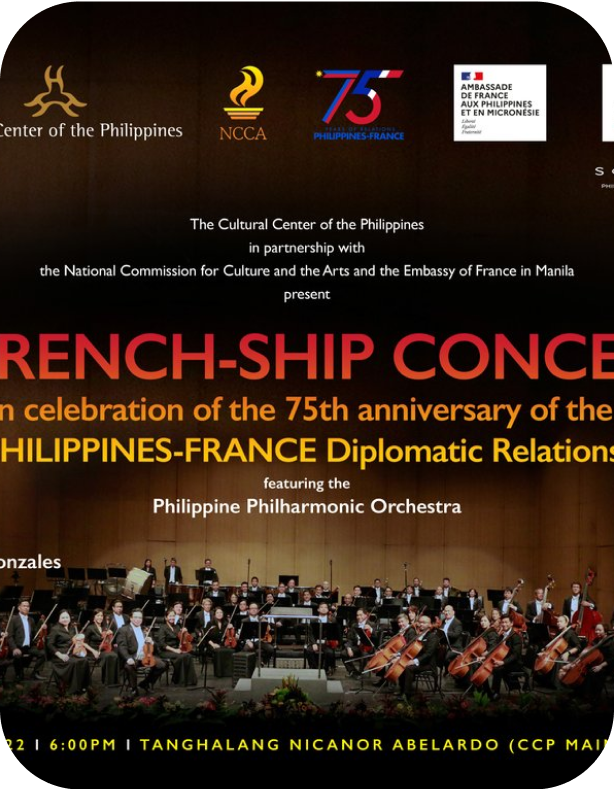 Center of the Philippines
NCCA
75
YEARS OF RELATIONS
PHILIPPINES-FRANCE
AMBASSADE
DE FRANCE
AUX PHILIPPINES
ET EN MICRONÉSIE
Liberté
Égalité
Fraternité
The Cultural Center of the Philippines
in partnership with
the National Commission for Culture and the Arts and the Embassy of France in Manila
present
RENCH-SHIP CONCE
n celebration of the 75th anniversary of the
HILIPPINES-FRANCE Diplomatic Relations
featuring the
Philippine Philharmonic Orchestra
onzales
22 | 6:00PM | TANGHALANG NICANOR ABELARDO (CCP MAIN